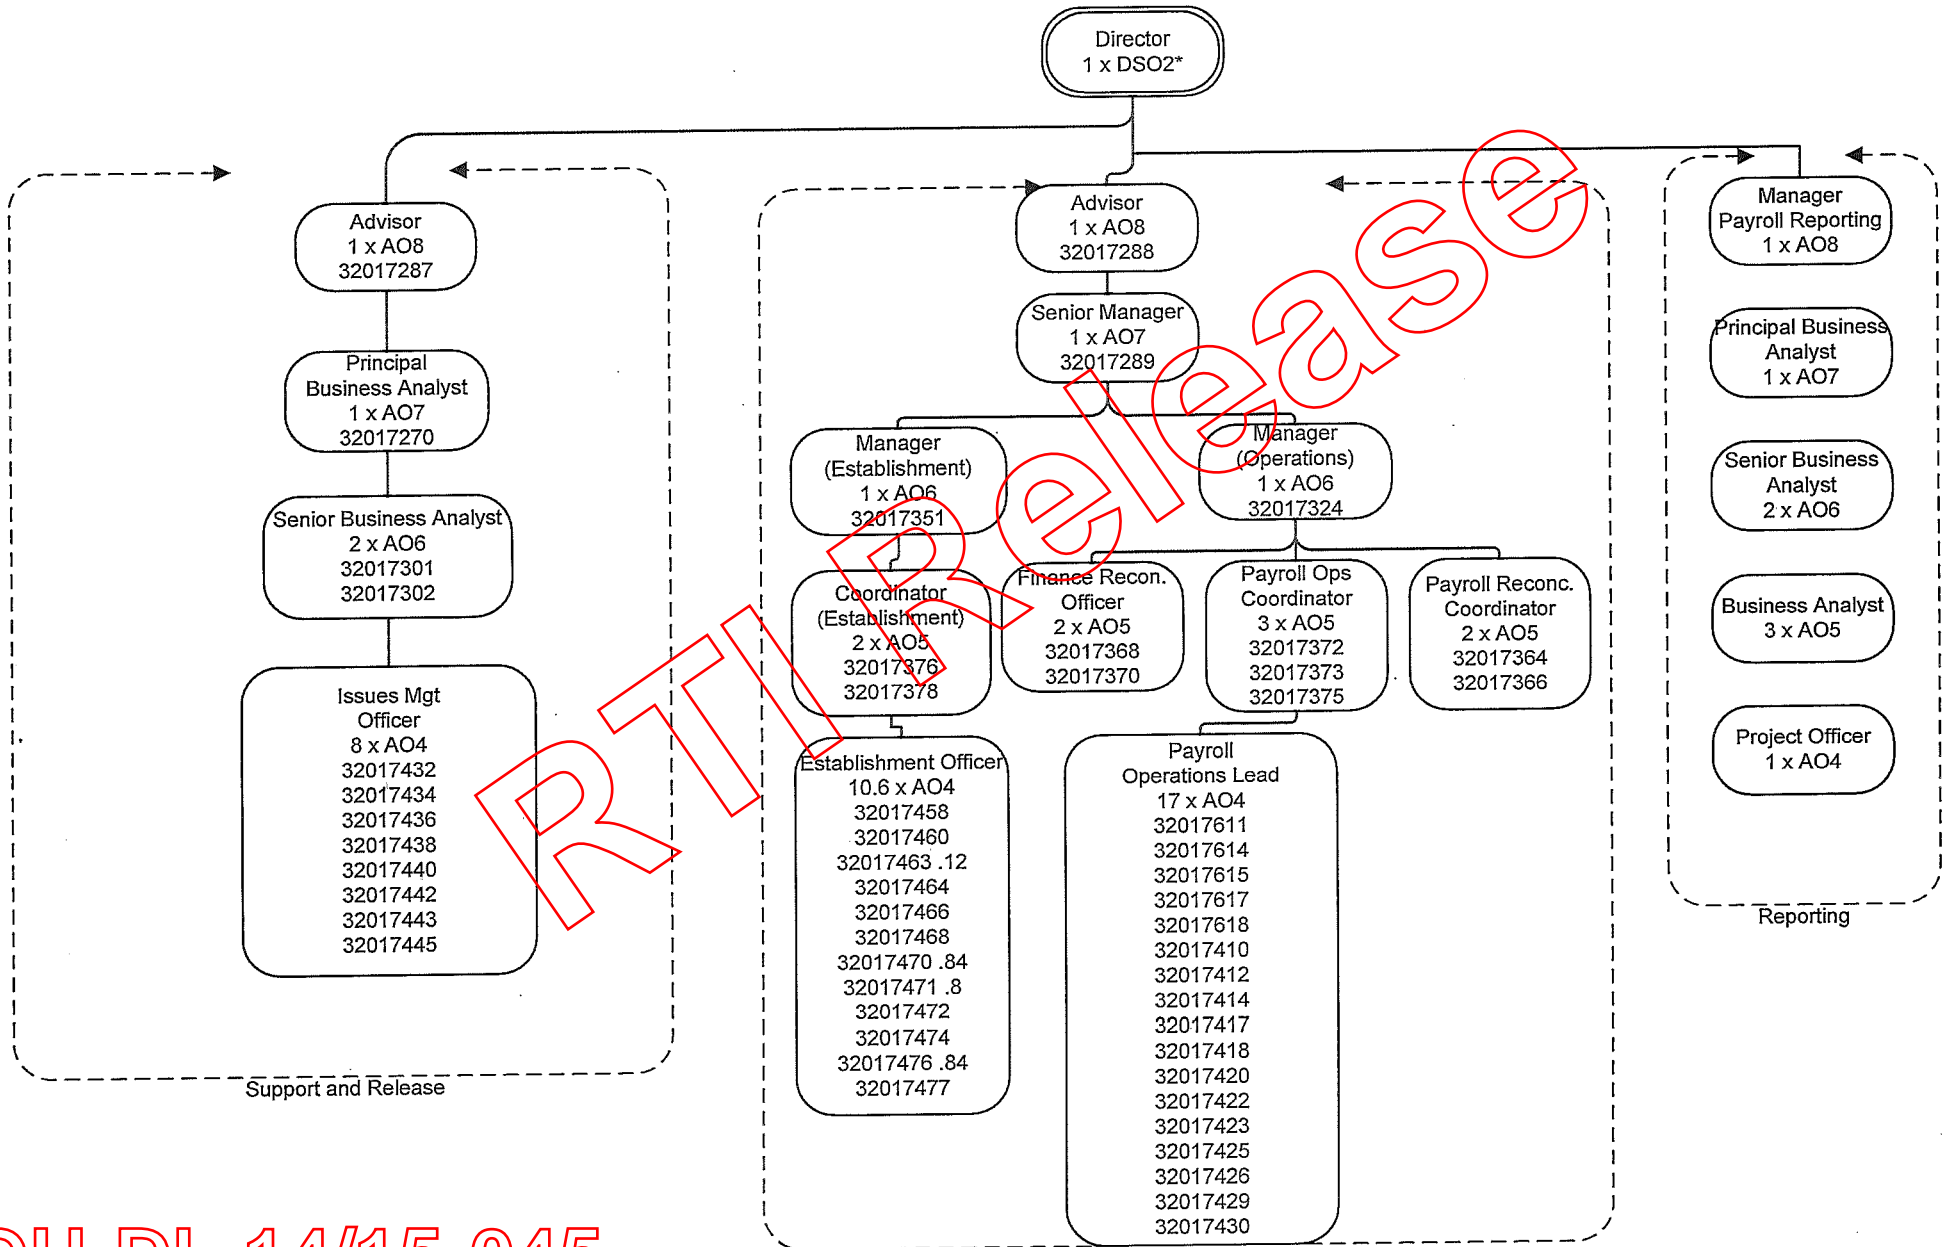 Director
1 x DSO2*
Advisor
1 x AO8
32017287
Principal
Business Analyst
1 x AO7
32017270
Senior Business Analyst
2 x AO6
32017301
32017302
Issues Mgt
Officer
8 x AO4
32017432
32017434
32017436
32017438
32017440
32017442
32017443
32017445
Support and Release
Advisor
1 x AO8
32017288
Senior Manager
1 x AO7
32017289
Manager
(Establishment)
1 x AO6
32017351
Manager
(Operations)
1 x AO6
32017324
Coordinator
(Establishment)
2 x AO5
32017376
32017378
Finance Recon.
Officer
2 x AO5
32017368
32017370
Payroll Ops
Coordinator
3 x AO5
32017372
32017373
32017375
Payroll Reconc.
Coordinator
2 x AO5
32017364
32017366
Establishment Officer
10.6 x AO4
32017458
32017460
32017463 .12
32017464
32017466
32017468
32017470 .84
32017471 .8
32017472
32017474
32017476 .84
32017477
Payroll
Operations Lead
17 x AO4
32017611
32017614
32017615
32017617
32017618
32017410
32017412
32017414
32017417
32017418
32017420
32017422
32017423
32017425
32017426
32017429
32017430
Manager
Payroll Reporting
1 x AO8
Principal Business
Analyst
1 x AO7
Senior Business
Analyst
2 x AO6
Business Analyst
3 x AO5
Project Officer
1 x AO4
Reporting
RTI Release
DL 14/15-045